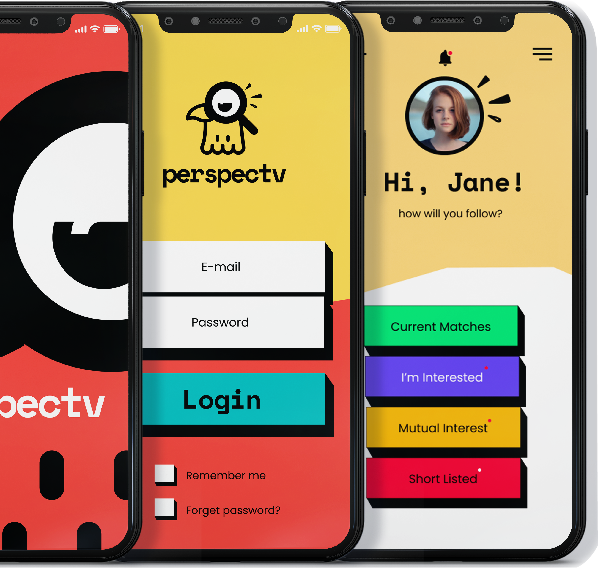 pectv
perspectv
E-mail
Password
Login
Remember me
Forget password?
Hi, Jane!
how will you follow?
Current Matches
I'm Interested
Mutual Interest
Short Listed